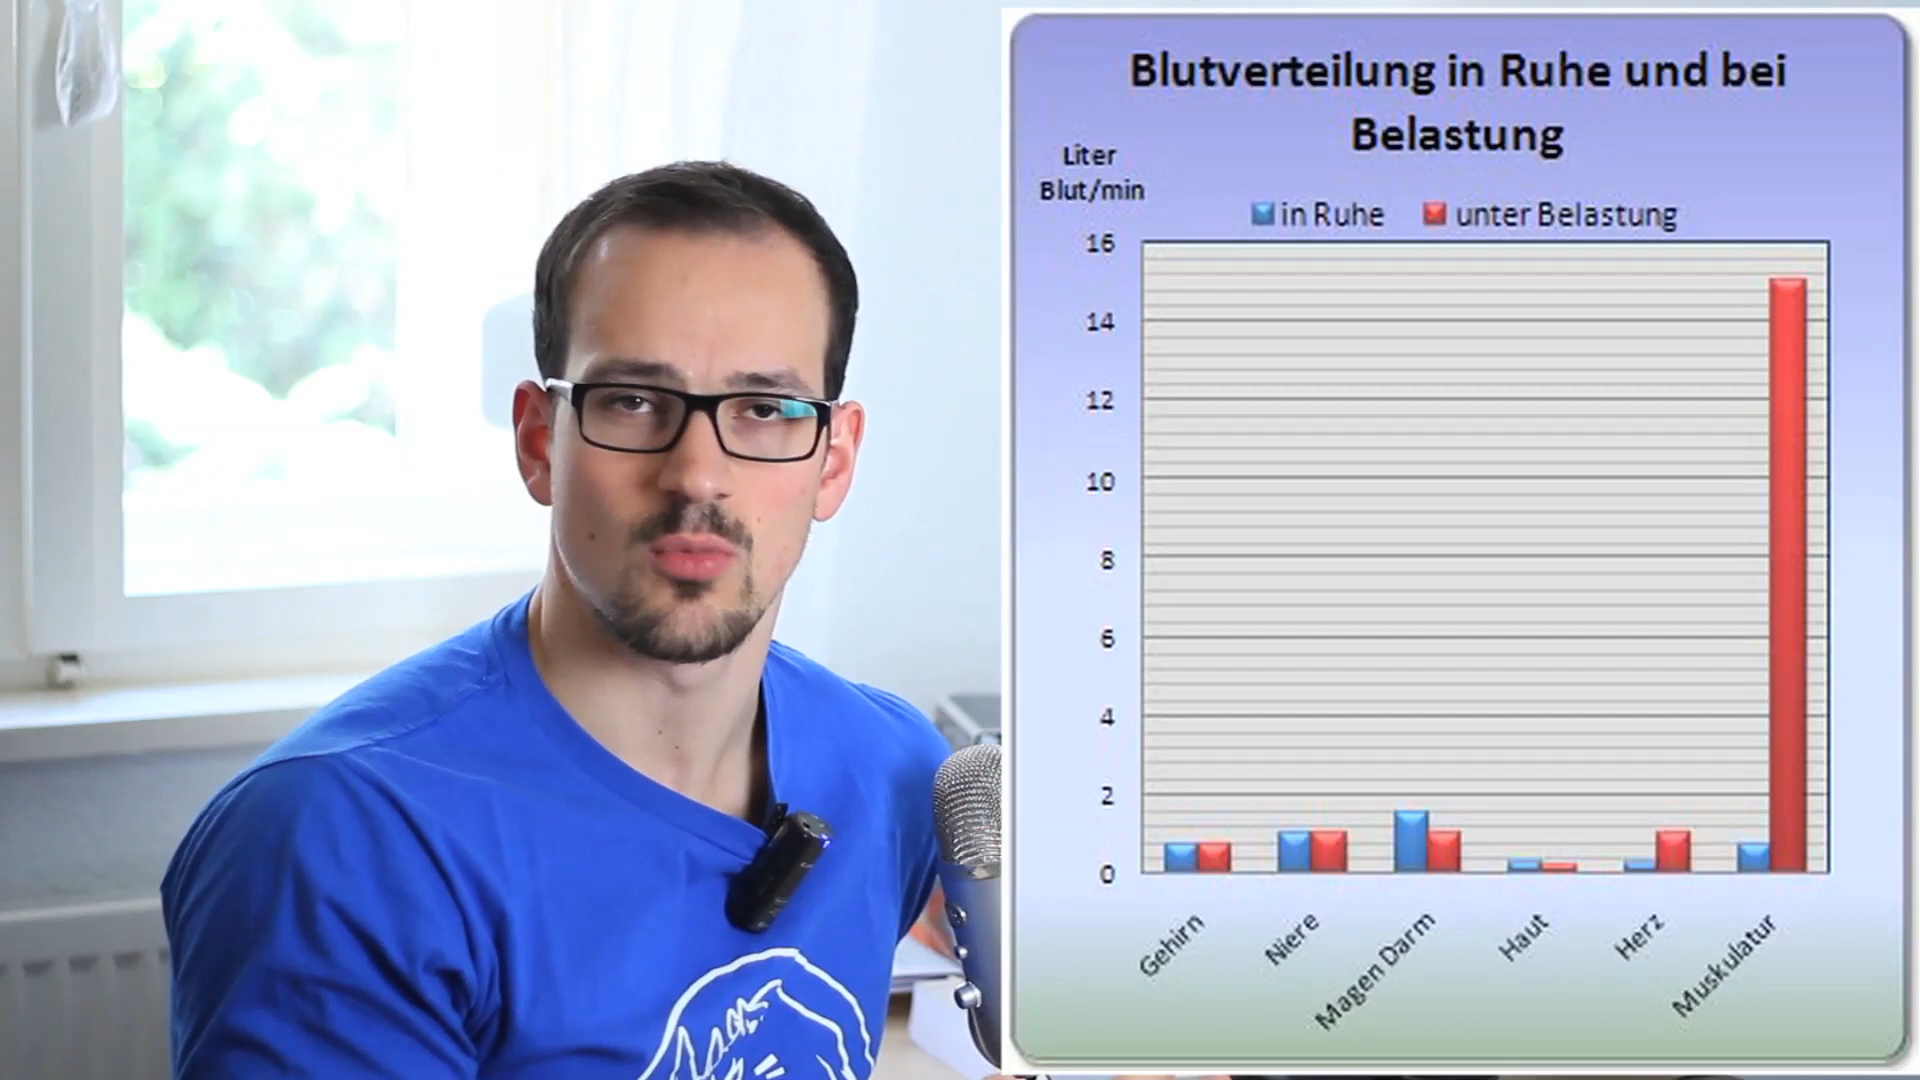 Blutverteilung in Ruhe und bei
Belastung
Liter
Blut/min
in Ruhe
unter Belastung
16
14
12
10
8
6
4
2
0
Gehirn
Niere
Magen Darm
Haut
Herz
Muskulatur